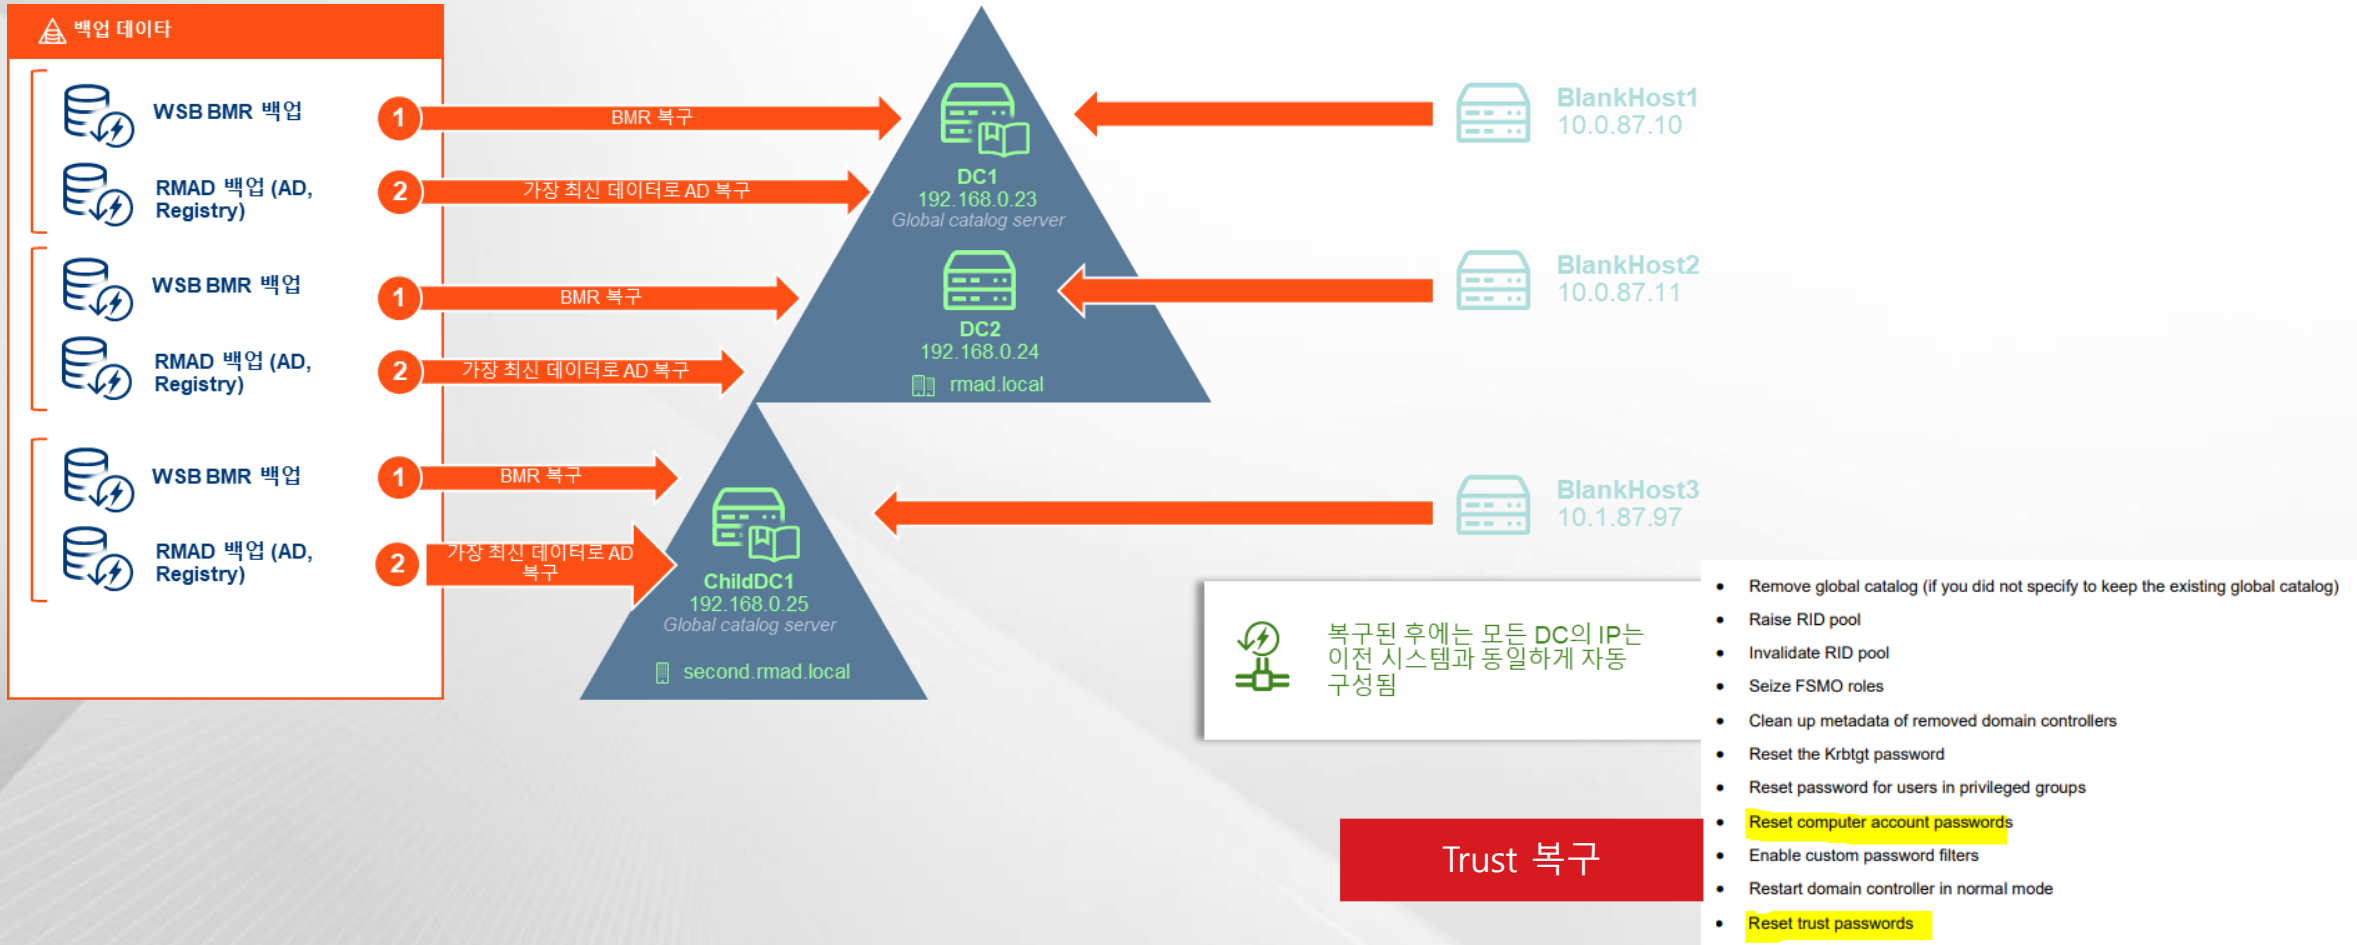 백업 데이타
WSB BMR 백업
1
BMR 복구
RMAD 백업 (AD,
Registry)
2
가장 최신 데이터로 AD 복구
WSB BMR 백업
1
BMR 복구
RMAD 백업 (AD,
Registry)
2
가장 최신 데이터로 AD 복구
WSB BMR 백업
1
BMR 복구
RMAD 백업 (AD,
Registry)
2
가장 최신 데이터로 AD
복구
DC1
192.168.0.23
Global catalog server
DC2
192.168.0.24
rmad.local
ChildDC1
192.168.0.25
Global catalog server
second.rmad.local
BlankHost1
10.0.87.10
BlankHost2
10.0.87.11
BlankHost3
10.1.87.97
복구된 후에는 모든 DC의 IP는
이전 시스템과 동일하게 자동
구성됨
Trust 복구
• Remove global catalog (if you did not specify to keep the existing global catalog)
• Raise RID pool
• Invalidate RID pool
• Seize FSMO roles
• Clean up metadata of removed domain controllers
• Reset the Krbtgt password
• Reset password for users in privileged groups
• Reset computer account passwords
• Enable custom password filters
• Restart domain controller in normal mode
• Reset trust passwords